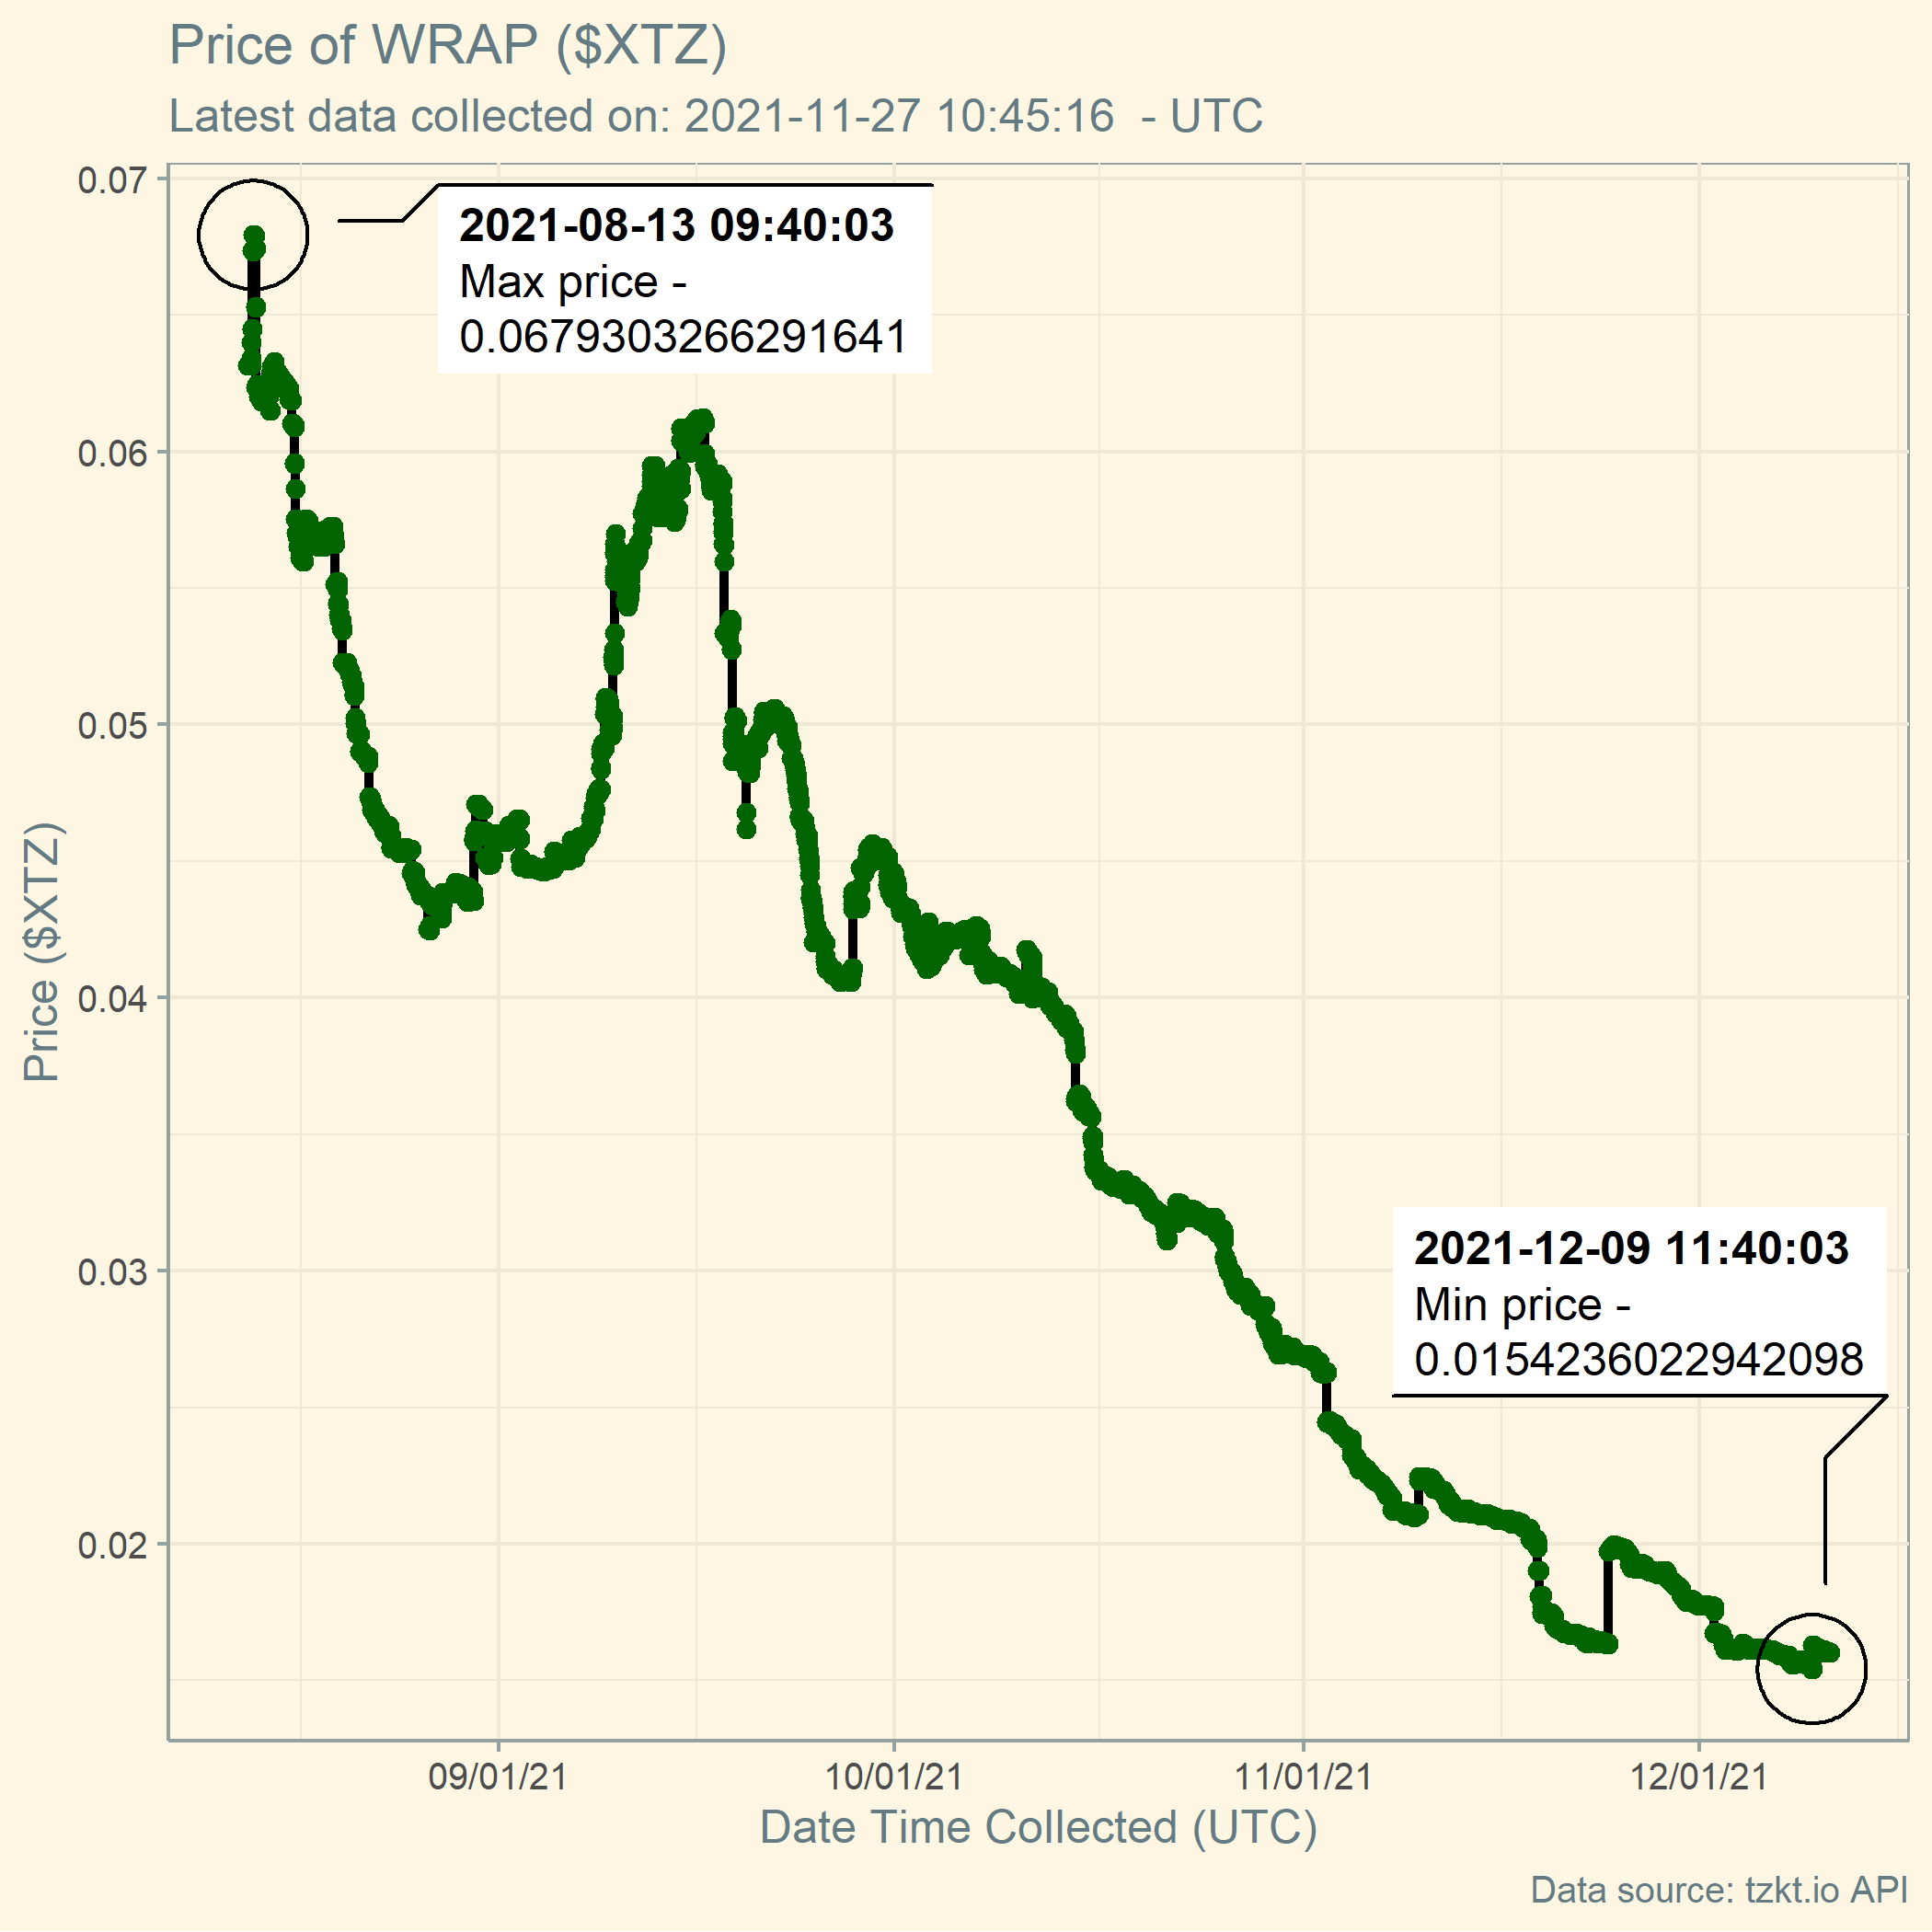 Price of WRAP ($XTZ)
Latest data collected on: 2021-11-27 10:45:16  - UTC
0.07
0.06
0.05
0.04
0.03
0.02
Price ($XTZ)
2021-08-13 09:40:03
Max price -
0.0679303266291641
2021-12-09 11:40:03
Min price -
0.0154236022942098
09/01/21
10/01/21
11/01/21
12/01/21
Date Time Collected (UTC)
Data source: tzkt.io API